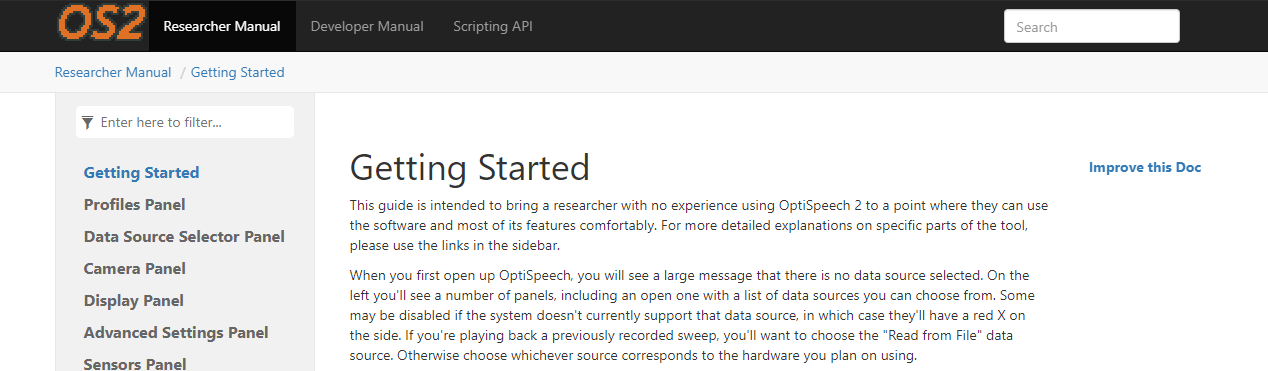 OS2 Researcher Manual Developer Manual Scripting API Search
Researcher Manual / Getting Started
Enter here to filter...
Getting Started
Profiles Panel
Data Source Selector Panel
Camera Panel
Display Panel
Advanced Settings Panel
Sensors Panel
Getting Started
Improve this Doc
This guide is intended to bring a researcher with no experience using OptiSpeech 2 to a point where they can use
the software and most of its features comfortably. For more detailed explanations on specific parts of the tool,
please use the links in the sidebar.
When you first open up OptiSpeech, you will see a large message that there is no data source selected. On the
left you'll see a number of panels, including an open one with a list of data sources you can choose from. Some
may be disabled if the system doesn't currently support that data source, in which case they'll have a red X on
the side. If you're playing back a previously recorded sweep, you'll want to choose the "Read from File" data
source. Otherwise choose whichever source corresponds to the hardware you plan on using.